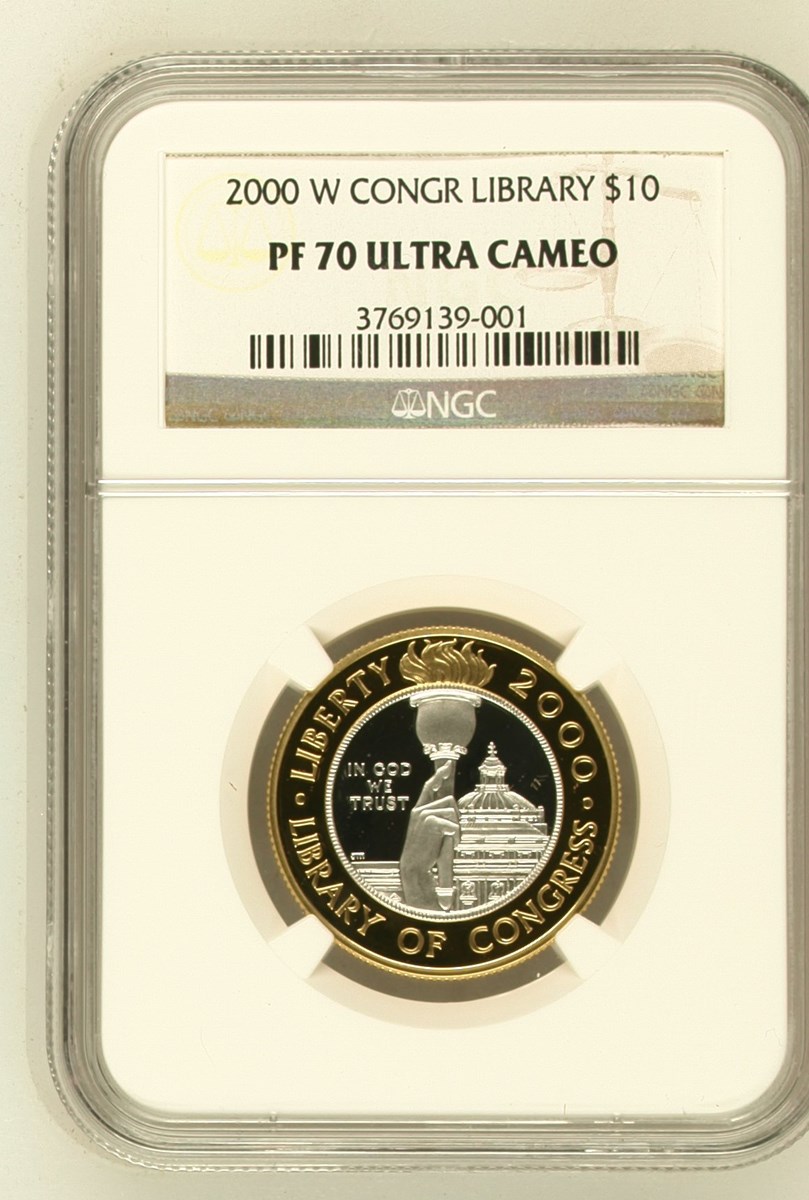 2000 W CONGR LIBRARY $10
PF 70 ULTRA CAMEO
3769139-001
NGC
LIBERTY 2000
IN GOD
WE
TRUST
LIBRARY OF CONGRESS